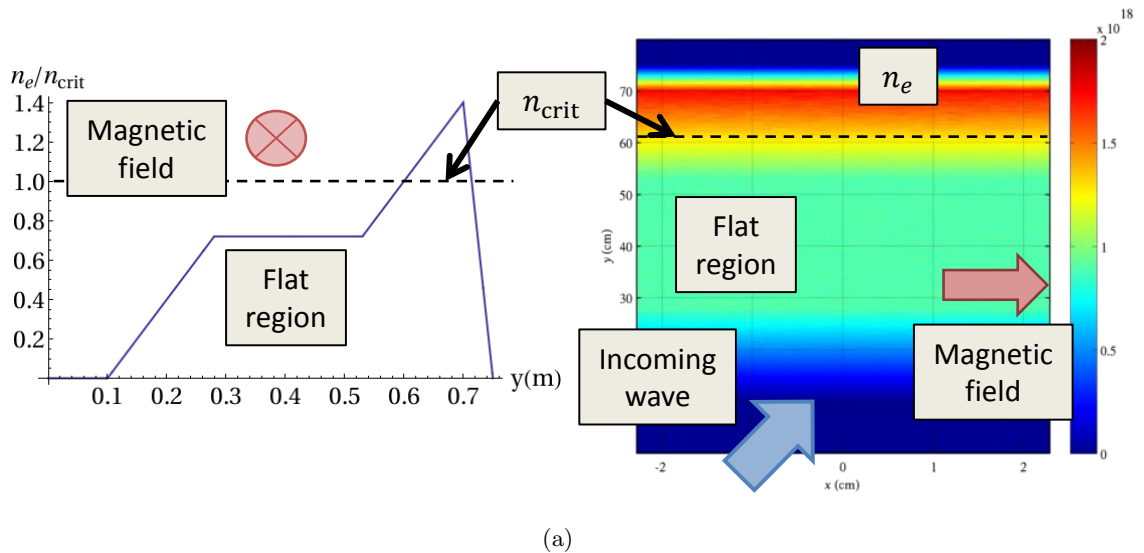 n_e/n_crit
1.4
1.2
1.0
0.8
0.6
0.4
0.2
0.1
0.2
0.3
0.4
0.5
0.6
0.7
y(m)
Magnetic
field
Flat
region
n_crit
n_e
x 10
18
2
1.5
1
0.5
0
70
60
50
40
30
y (cm)
-2
-1
0
1
2
x (cm)
Flat
region
Incoming
wave
Magnetic
field
(a)